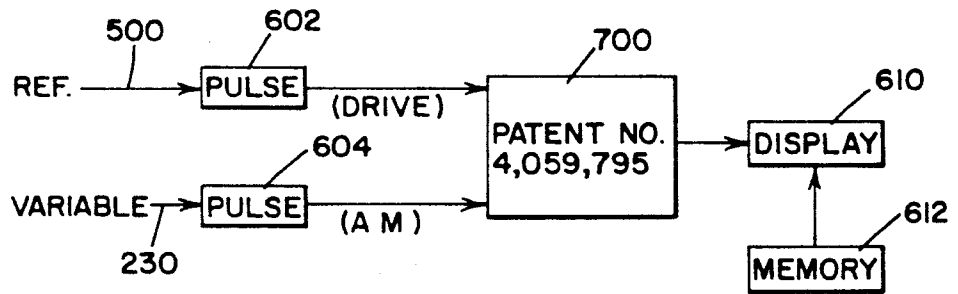 500
602
700
REF.
PULSE
(DRIVE)
610
PATENT NO.
4,059,795
DISPLAY
604
VARIABLE
PULSE
(AM)
230
612
MEMORY